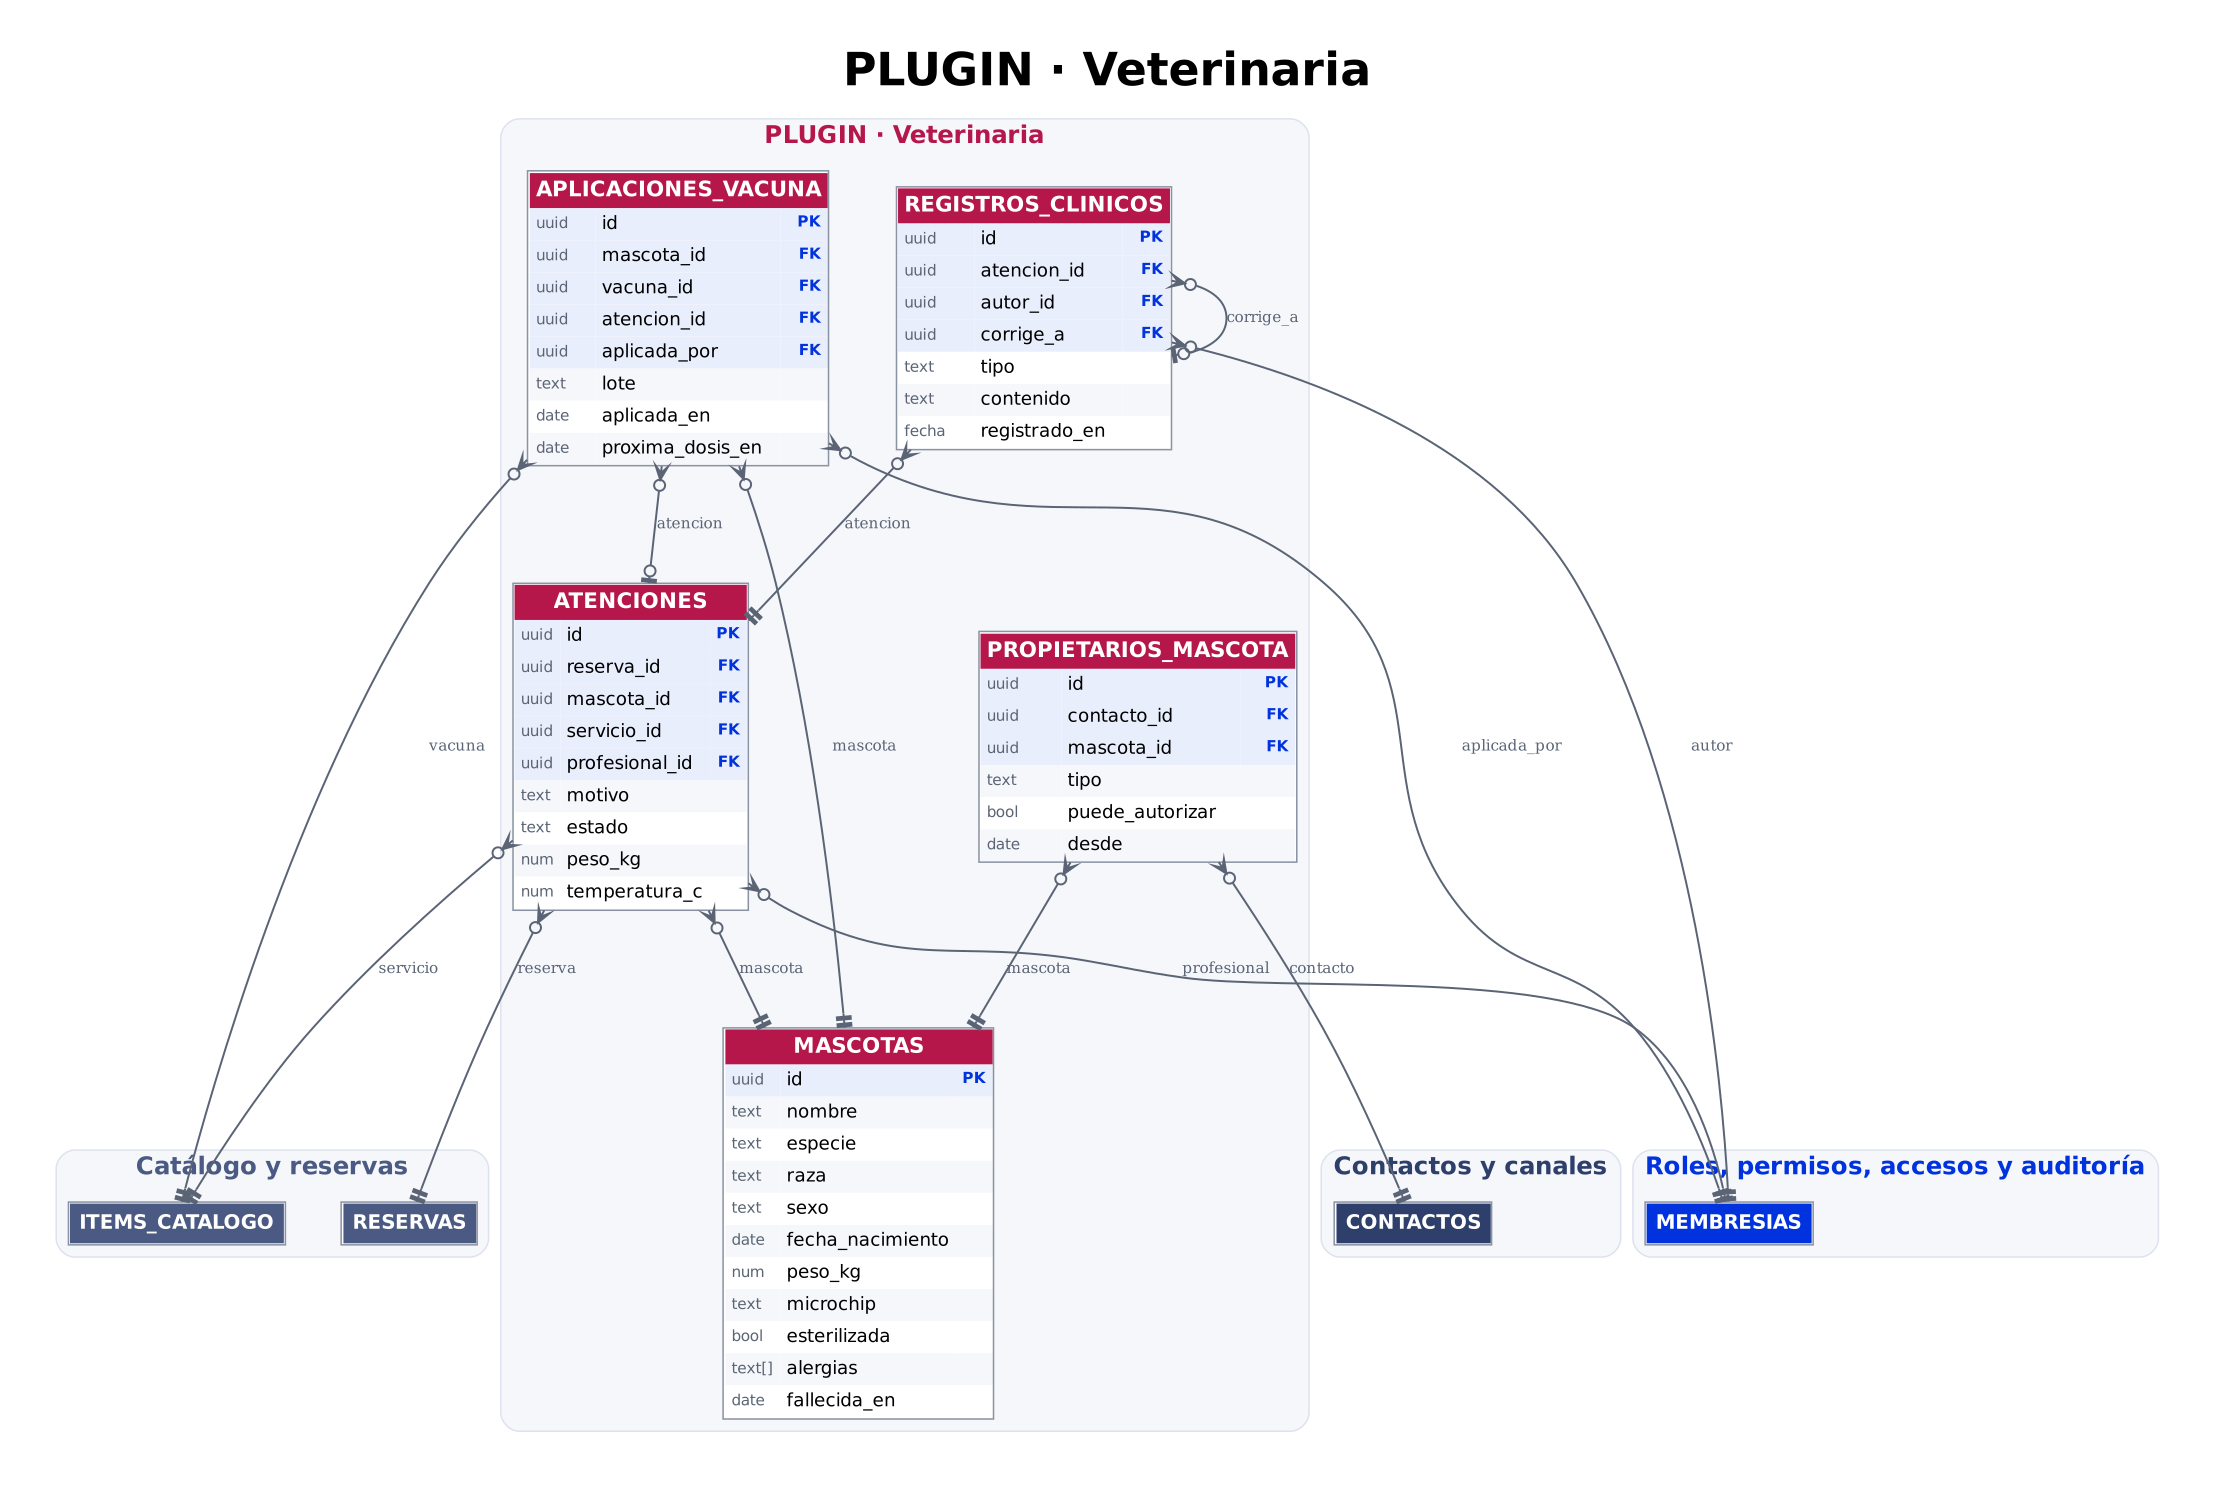 PLUGIN · Veterinaria
PLUGIN · Veterinaria
APLICACIONES_VACUNA
uuid id PK
uuid mascota_id FK
uuid vacuna_id FK
uuid atencion_id FK
uuid aplicada_por FK
text lote
date aplicada_en
date proxima_dosis_en
REGISTROS_CLINICOS
uuid id PK
uuid atencion_id FK
uuid autor_id FK
uuid corrige_a FK
text tipo
text contenido
fecha registrado_en
corrige_a
atencion
atencion
ATENCIONES
uuid id PK
uuid reserva_id FK
uuid mascota_id FK
uuid servicio_id FK
uuid profesional_id FK
text motivo
text estado
num peso_kg
num temperatura_c
PROPIETARIOS_MASCOTA
uuid id PK
uuid contacto_id FK
uuid mascota_id FK
text tipo
bool puede_autorizar
date desde
vacuna
mascota
aplicada_por
autor
servicio
reserva
mascota
mascota
profesional
contacto
MASCOTAS
uuid id PK
text nombre
text especie
text raza
text sexo
date fecha_nacimiento
num peso_kg
text microchip
bool esterilizada
text[] alergias
date fallecida_en
Catálogo y reservas
ITEMS_CATALOGO
RESERVAS
Contactos y canales
CONTACTOS
Roles, permisos, accesos y auditoría
MEMBRESIAS